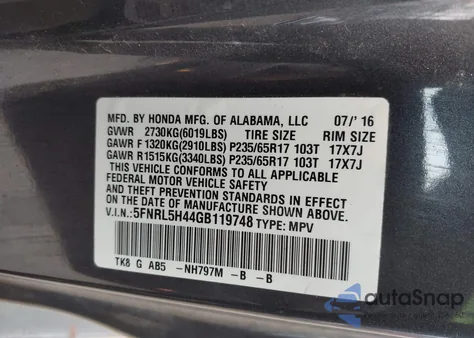 MFD. BY HONDA MFG. OF ALABAMA, LLC 07/'16
GVWR 2730KG(6019LBS) TIRE SIZE RIM SIZE
GAWR F 1320KG(2910LBS) P235/65R17 103T 17X7J
GAWR R1515KG(3340LBS) P235/65R17 103T 17X7J
THIS VEHICLE CONFORMS TO ALL APPLICABLE
FEDERAL MOTOR VEHICLE SAFETY AND THEFT
PREVENTION STANDARDS IN EFFECT ON THE DATE
OF MANUFACTURE SHOWN ABOVE.
V.I.N.: 5FNRL5H44GB119748 TYPE: MPV
TK8 G AB5 -NH797M -B -B
autoSnap